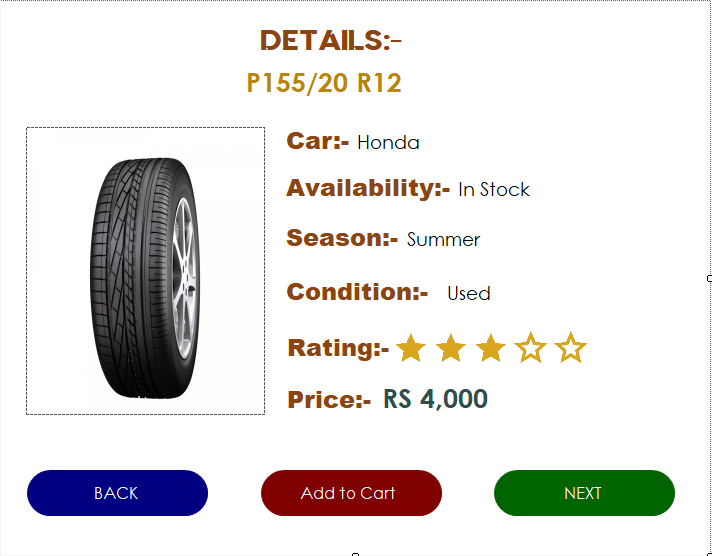 DETAILS:-
P155/20 R12
Car:- Honda
Availability:- In Stock
Season:- Summer
Condition:- Used
Rating:-
Price:- RS 4,000
BACK
Add to Cart
NEXT